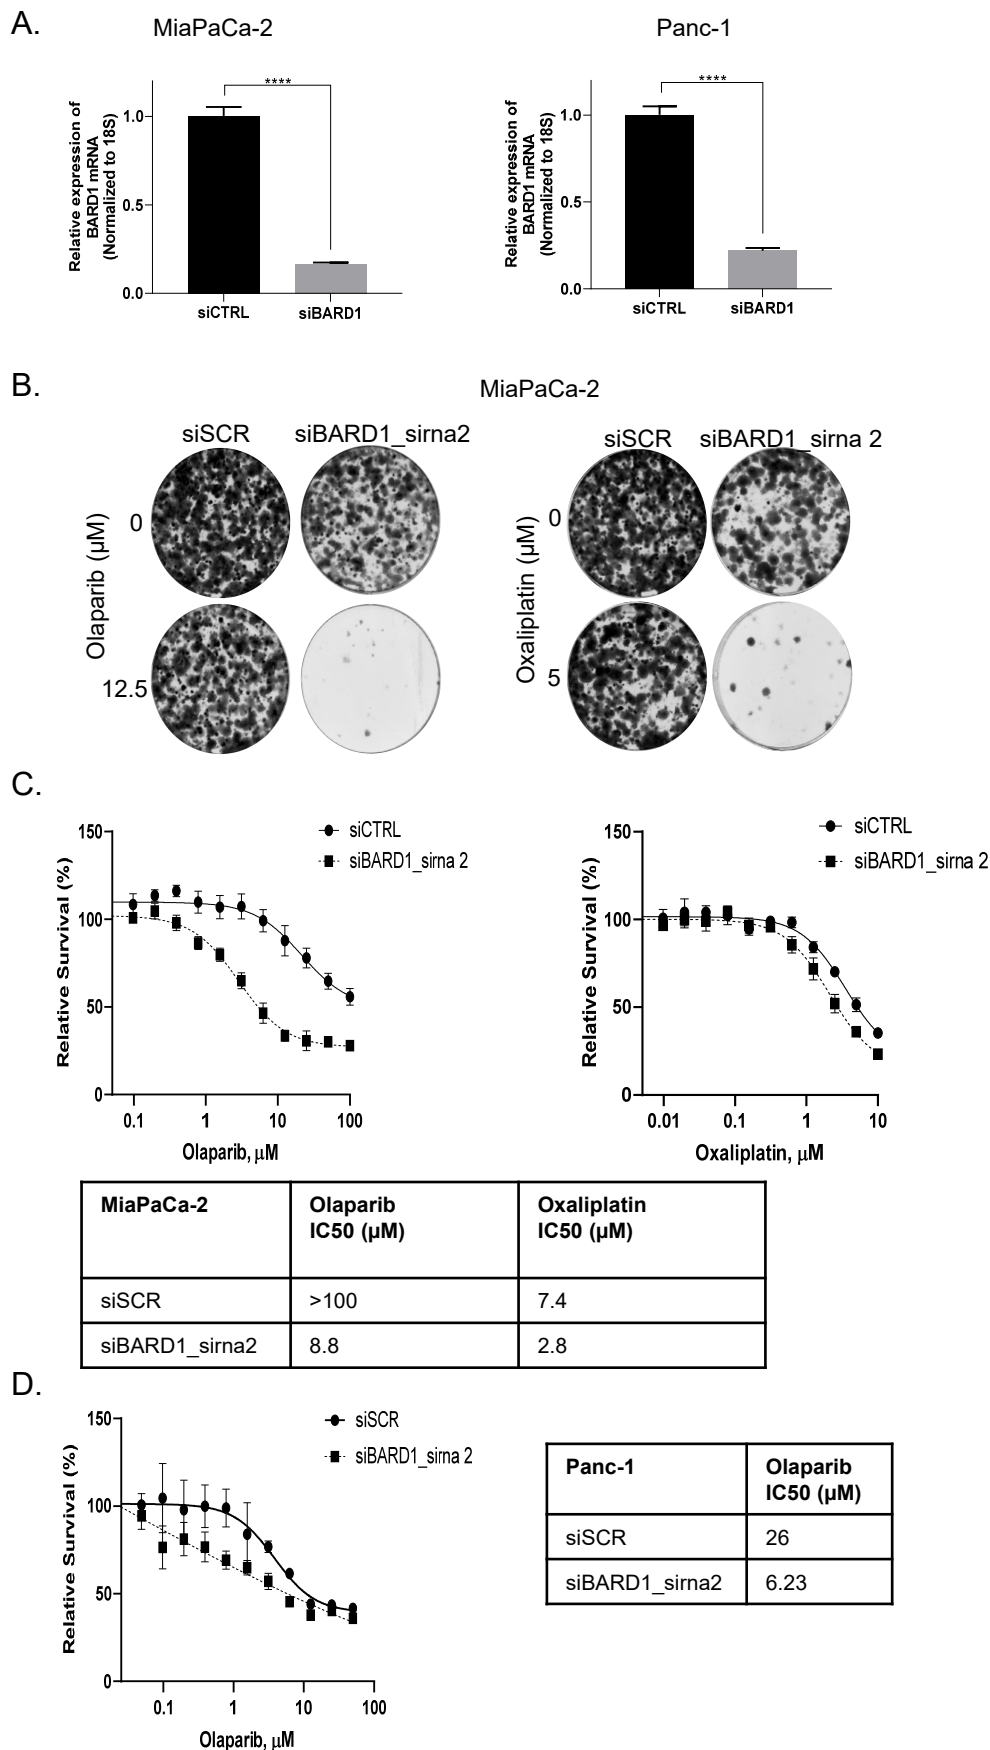 A.
MiaPaCa-2
Panc-1
Relative expression of
BARD1 mRNA
(Normalized to 18S)
1.0
0.5
0.0
****
siCTRL
siBARD1
Relative expression of
BARD1 mRNA
(Normalized to 18S)
1.0
0.5
0.0
****
siCTRL
siBARD1
B.
MiaPaCa-2
siSCR
siBARD1_sirna2
Olaparib (µM)
0
12.5
siSCR
siBARD1_sirna 2
Oxaliplatin (µM)
0
5
C.
Relative Survival (%)
150
100
50
0
0.1
1
10
100
Olaparib, µM
siCTRL
siBARD1_sirna 2
Relative Survival (%)
150
100
50
0
0.01
0.1
1
10
Oxaliplatin, µM
siCTRL
siBARD1_sirna 2
MiaPaCa-2
Olaparib
IC50 (µM)
Oxaliplatin
IC50 (µM)
siSCR
>100
7.4
siBARD1_sirna2
8.8
2.8
D.
Relative Survival (%)
150
100
50
0
0.1
1
10
100
Olaparib, µM
siSCR
siBARD1_sirna 2
Panc-1
Olaparib
IC50 (µM)
siSCR
26
siBARD1_sirna2
6.23